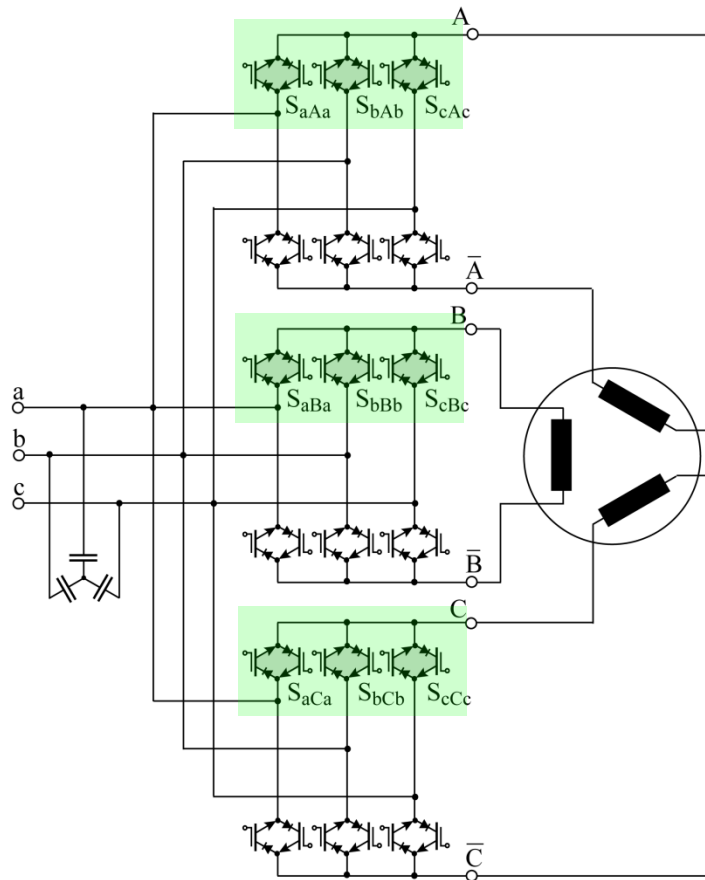 A
SaAa SbAb ScAc
A̅
B
SaBa SbBb ScBc
a
b
c
B̅
C
SaCa SbCb ScCc
C̅